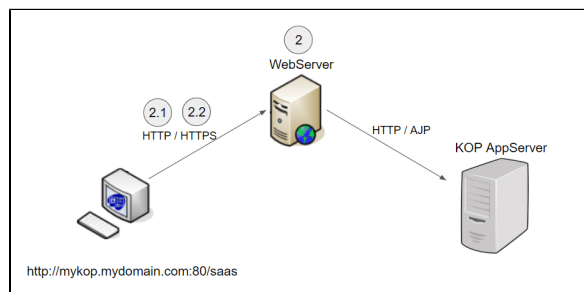 2
WebServer
2.1 2.2
HTTP / HTTPS
HTTP / AJP
KOP AppServer
http://mykop.mydomain.com:80/saas